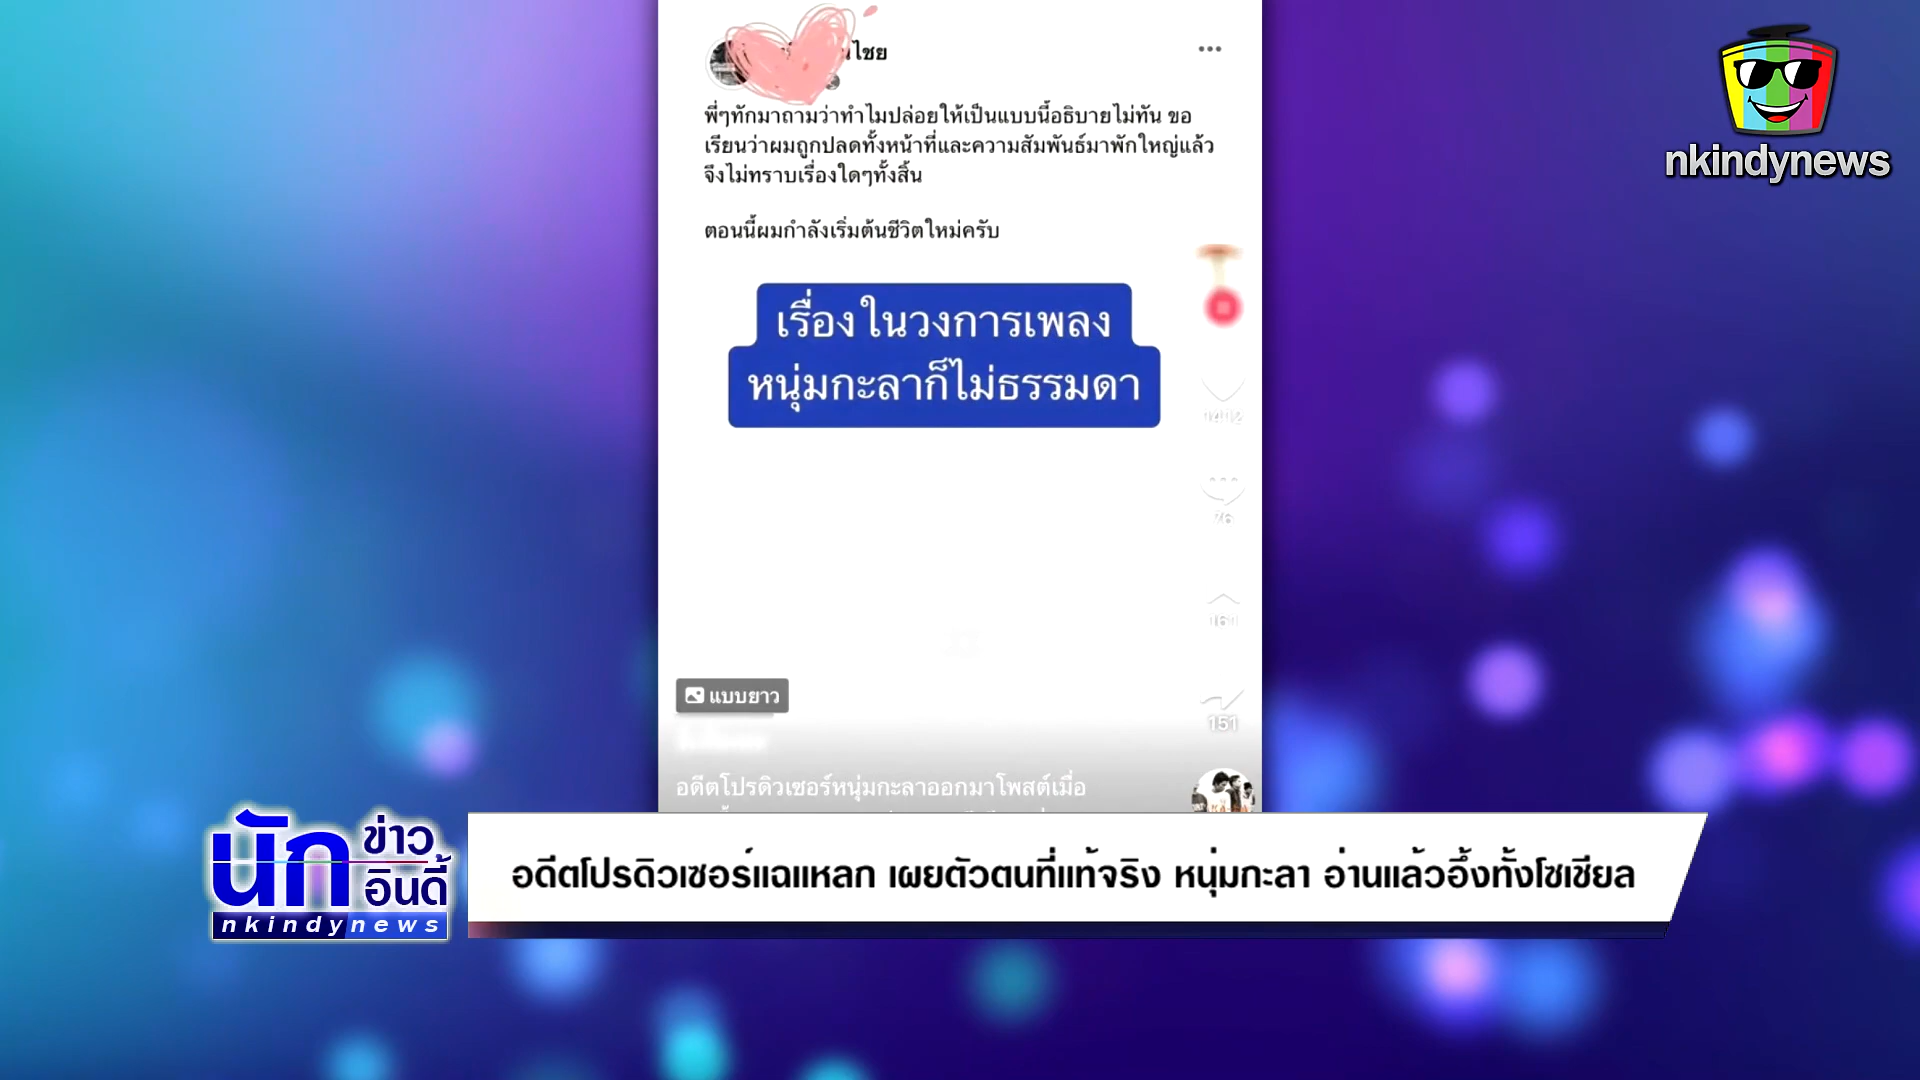 ไชย
พี่ๆทักมาถามว่าทำไมปล่อยให้เป็นแบบนี้อธิบายไม่ทัน ขอ
เรียนว่าผมถูกปลดทั้งหน้าที่และความสัมพันธ์มาพักใหญ่แล้ว
จึงไม่ทราบเรื่องใดๆทั้งสิ้น
ตอนนี้ผมกำลังเริ่มต้นชีวิตใหม่ครับ
nkindynews
เรื่องในวงการเพลง
หนุ่มกะลาก็ไม่ธรรมดา
1412
76
161
151
แบบยาว
อดีตโปรดิวเซอร์หนุ่มกะลาออกมาโพสต์เมื่อ
นักข่าวอินดี้
nkindynews
อดีตโปรดิวเซอร์แฉแหลก เผยตัวตนที่แท้จริง หนุ่มกะลา อ่านแล้วอึ้งทั้งโซเชียล